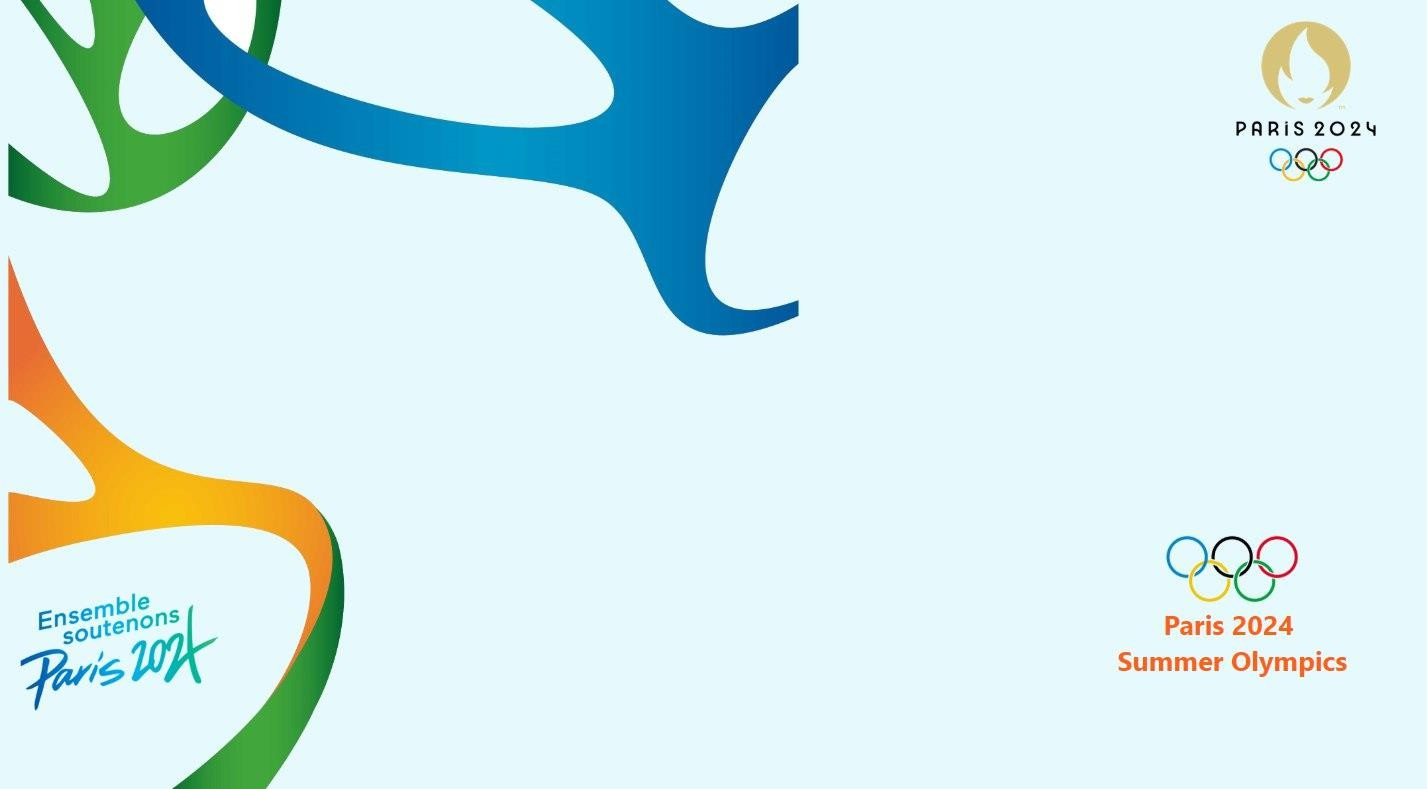 PARIS 2024
Ensemble
soutenons
Paris 2024
Paris 2024
Summer Olympics